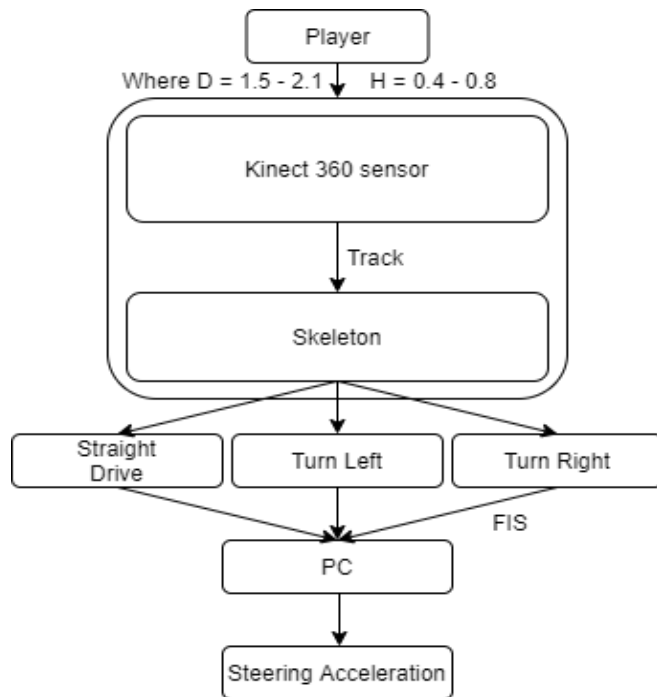 Player
Where D = 1.5 - 2.1 H = 0.4 - 0.8
Kinect 360 sensor
Track
Skeleton
Straight
Drive
Turn Left
Turn Right
FIS
PC
Steering Acceleration